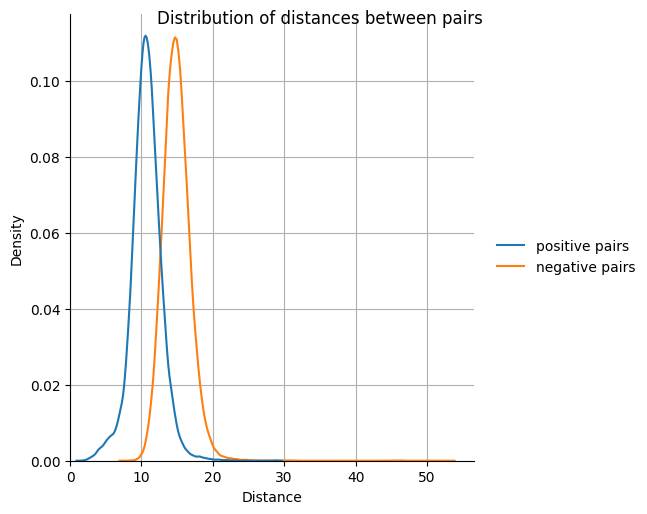 Distribution of distances between pairs
0.10
0.08
0.06
0.04
0.02
0.00
Density
0 10 20 30 40 50
Distance
positive pairs
negative pairs